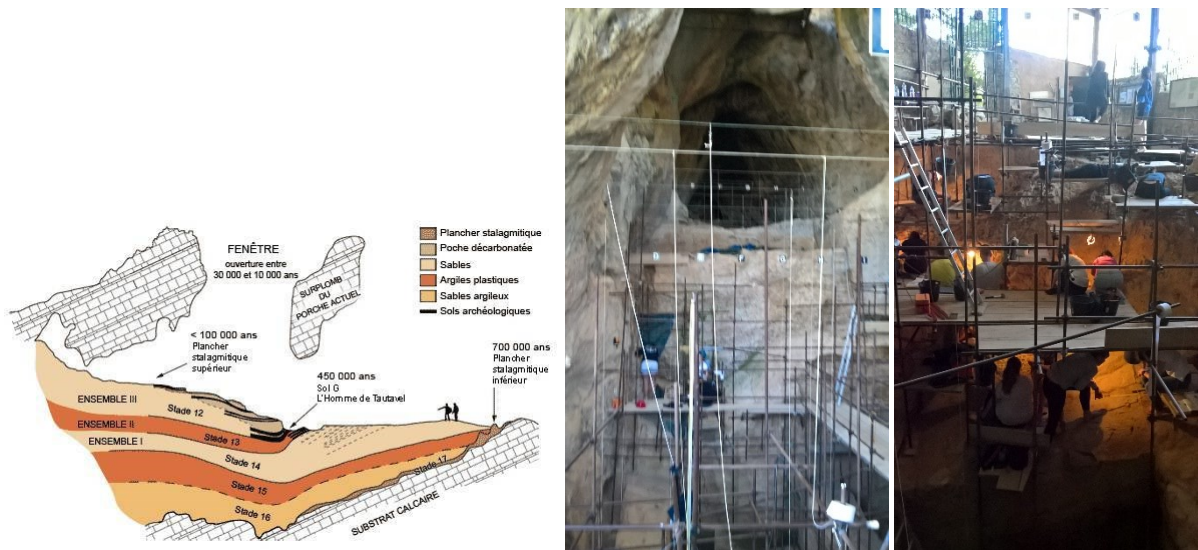 FENÊTRE
ouverture entre
30 000 et 10 000 ans
SURPLOMB
DU
PORCHE ACTUEL
Plancher stalagmitique
Poche décarbonatée
Sables
Argiles plastiques
Sables argileux
Sols archéologiques
< 100 000 ans
Plancher
stalagmitique
supérieur
450 000 ans
Sol G
L'Homme de Tautavel
700 000 ans
Plancher
stalagmitique
inférieur
ENSEMBLE III
Stade 12
ENSEMBLE II
Stade 13
ENSEMBLE I
Stade 14
Stade 15
Stade 16
Stade 17
SUBSTRAT CALCAIRE